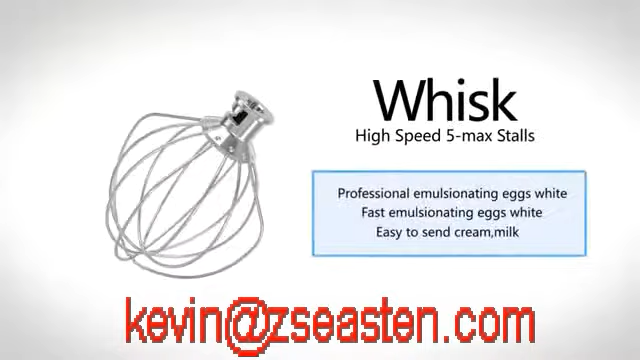 Whisk
High Speed 5-max Stalls
Professional emulsionating eggs white
Fast emulsionating eggs white
Easy to send cream,milk
kevin@zseasten.com